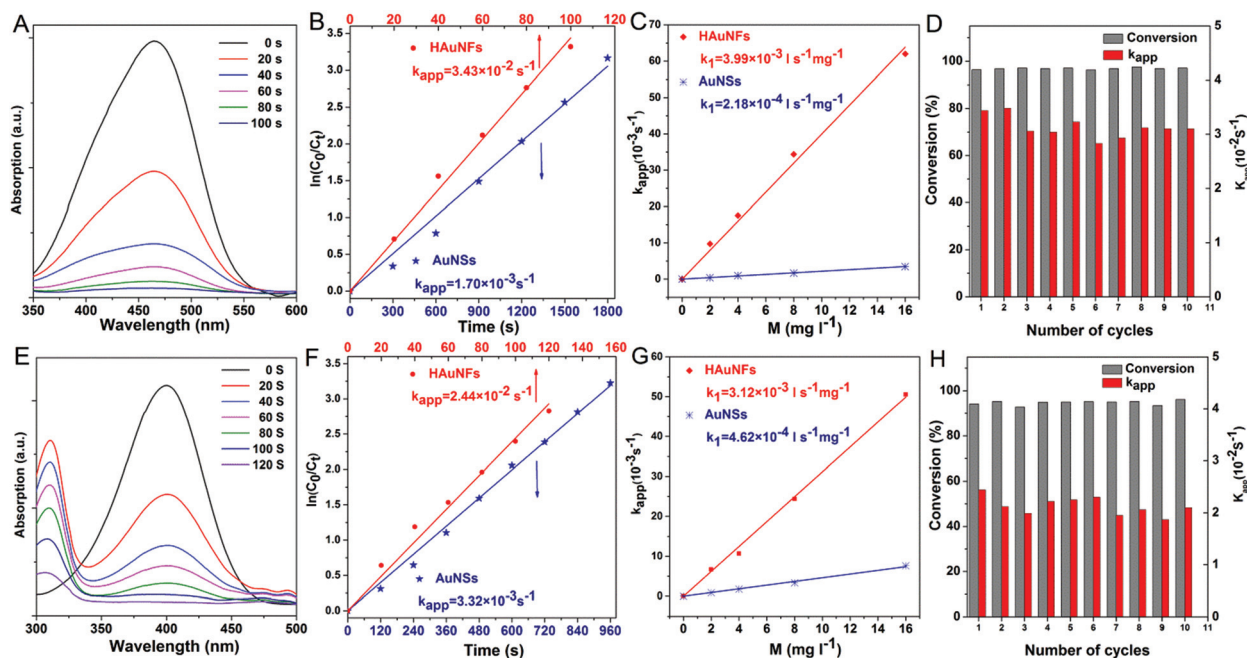 A
Absorption (a.u.)
0 s
20 s
40 s
60 s
80 s
100 s
350 400 450 500 550 600
Wavelength (nm)
B
0 20 40 60 80 100 120
ln(C0/Ct)
3.5
3.0
2.5
2.0
1.5
1.0
0.5
0.0
HAuNFs
kapp=3.43×10-2 s-1
AuNSs
kapp=1.70×10-3s-1
0 300 600 900 1200 1500 1800
Time (s)
C
kapp(10-3s-1)
70
60
50
40
30
20
10
0
HAuNFs
k1=3.99×10-3 l s-1mg-1
AuNSs
k1=2.18×10-4 l s-1mg-1
0 2 4 6 8 10 12 14 16
M (mg l-1)
D
Conversion (%)
120
100
80
60
40
20
0
Conversion
kapp
5
4
3
2
1
0
Kapp(10-2s-1)
1 2 3 4 5 6 7 8 9 10 11
Number of cycles
E
Absorption (a.u.)
0 S
20 S
40 S
60 S
80 S
100 S
120 S
300 350 400 450 500
Wavelength (nm)
F
0 20 40 60 80 100 120 140 160
ln(C0/Ct)
3.5
3.0
2.5
2.0
1.5
1.0
0.5
0.0
HAuNFs
kapp=2.44×10-2 s-1
AuNSs
kapp=3.32×10-3s-1
0 120 240 360 480 600 720 840 960
Time (s)
G
kapp(10-3s-1)
60
50
40
30
20
10
0
HAuNFs
k1=3.12×10-3 l s-1mg-1
AuNSs
k1=4.62×10-4 l s-1mg-1
0 2 4 6 8 10 12 14 16
M (mg l-1)
H
Conversion (%)
120
100
80
60
40
20
0
Conversion
kapp
5
4
3
2
1
0
Kapp(10-2s-1)
1 2 3 4 5 6 7 8 9 10 11
Number of cycles